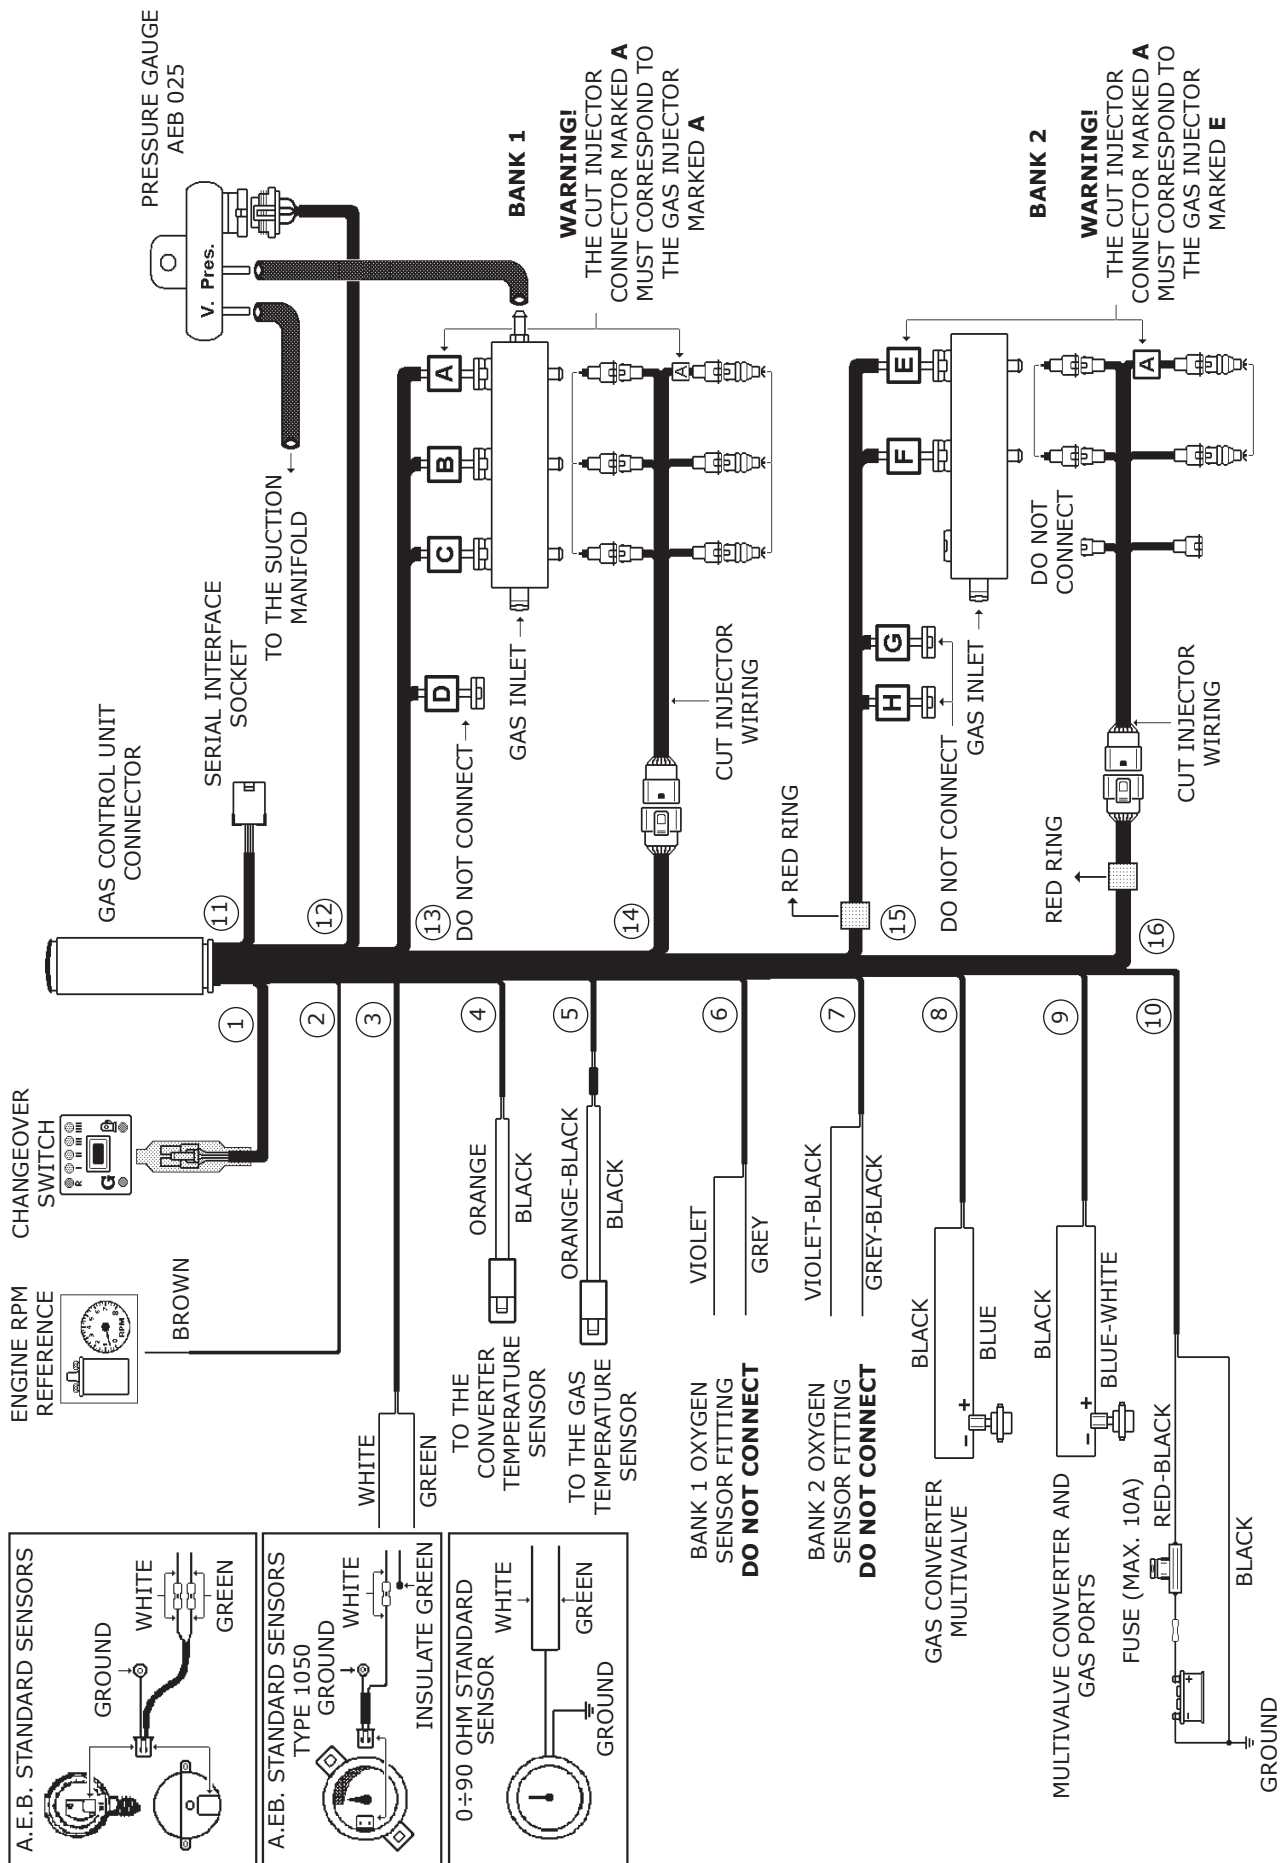 A.E.B. STANDARD SENSORS
GROUND
WHITE
GREEN
A.EB. STANDARD SENSORS
TYPE 1050
GROUND
WHITE
INSULATE GREEN
0÷90 OHM STANDARD
SENSOR
WHITE
GREEN
GROUND
ENGINE RPM
REFERENCE
RPM
BROWN
CHANGEOVER
SWITCH
R I II III IIII
G
GAS CONTROL UNIT
CONNECTOR
SERIAL INTERFACE
SOCKET
PRESSURE GAUGE
AEB 025
V. Pres.
TO THE SUCTION
MANIFOLD
1
2
3
4
5
6
7
8
9
10
11
12
13
14
15
16
WHITE
GREEN
TO THE
CONVERTER
TEMPERATURE
SENSOR
ORANGE
BLACK
TO THE GAS
TEMPERATURE
SENSOR
ORANGE-BLACK
BLACK
BANK 1 OXYGEN
SENSOR FITTING
DO NOT CONNECT
VIOLET
GREY
BANK 2 OXYGEN
SENSOR FITTING
DO NOT CONNECT
VIOLET-BLACK
GREY-BLACK
GAS CONVERTER
MULTIVALVE
BLACK
BLUE
- +
MULTIVALVE CONVERTER AND
GAS PORTS
BLACK
BLUE-WHITE
- +
FUSE (MAX. 10A)
RED-BLACK
BLACK
- +
GROUND
D
C
B
A
DO NOT CONNECT
GAS INLET
A
CUT INJECTOR
WIRING
BANK 1
WARNING!
THE CUT INJECTOR
CONNECTOR MARKED A
MUST CORRESPOND TO
THE GAS INJECTOR
MARKED A
RED RING
H
G
F
E
DO NOT CONNECT
GAS INLET
DO NOT
CONNECT
A
RED RING
CUT INJECTOR
WIRING
BANK 2
WARNING!
THE CUT INJECTOR
CONNECTOR MARKED A
MUST CORRESPOND TO
THE GAS INJECTOR
MARKED E